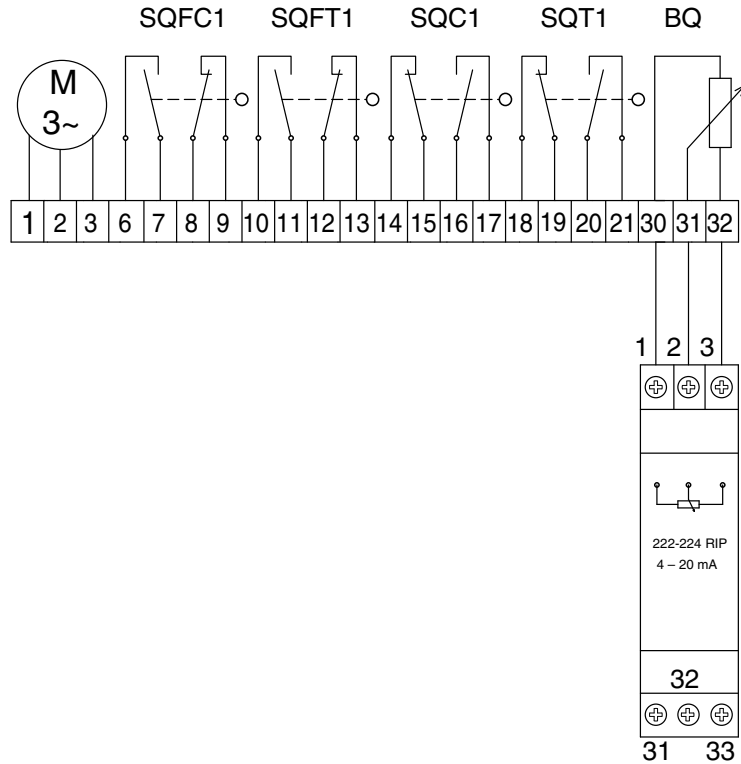 SQFC1 SQFT1 SQC1 SQT1 BQ
M
3~
1 2 3 6 7 8 9 10 11 12 13 14 15 16 17 18 19 20 21 30 31 32
1 2 3
222-224 RIP
4 – 20 mA
32
31 33